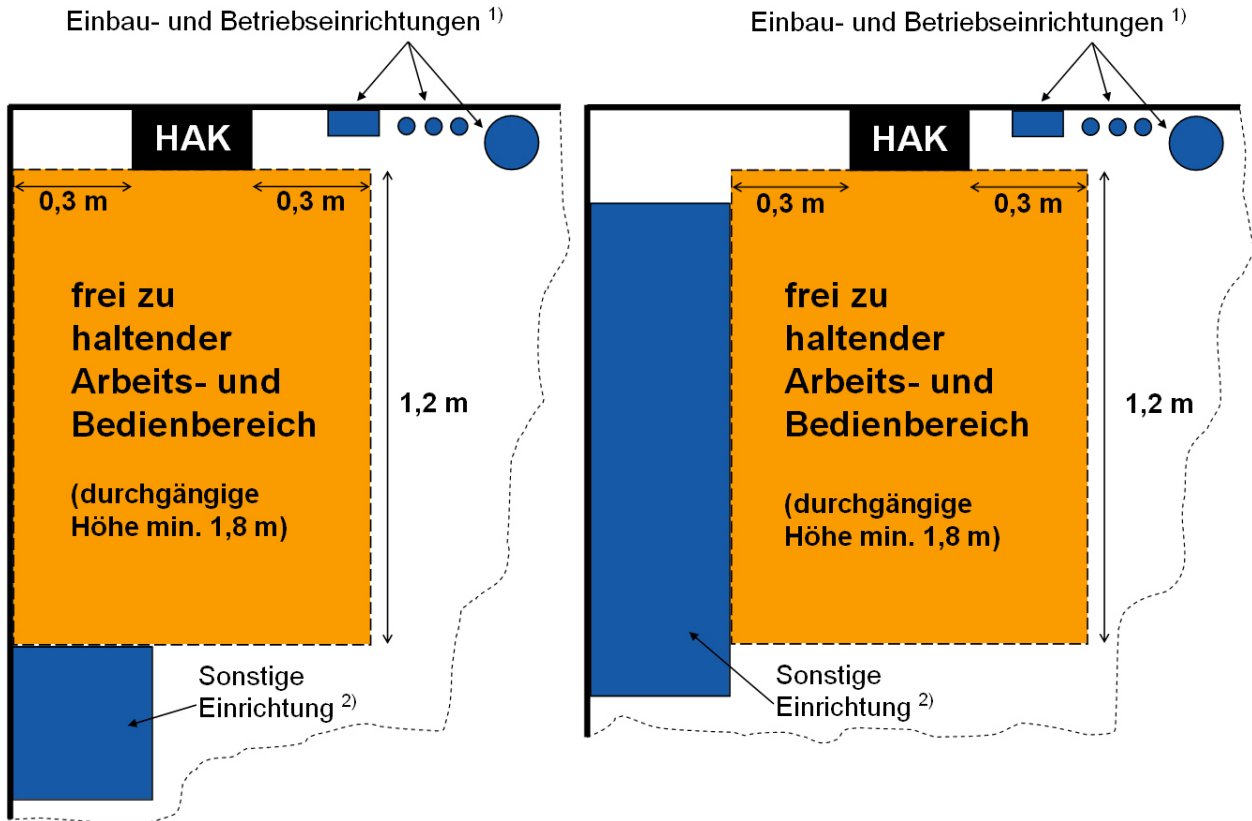 Einbau- und Betriebseinrichtungen 1)
HAK
0,3 m
0,3 m
frei zu
haltender
Arbeits- und
Bedienbereich
(durchgängige
Höhe min. 1,8 m)
1,2 m
Sonstige
Einrichtung 2)
Einbau- und Betriebseinrichtungen 1)
HAK
0,3 m
0,3 m
frei zu
haltender
Arbeits- und
Bedienbereich
(durchgängige
Höhe min. 1,8 m)
1,2 m
Sonstige
Einrichtung 2)